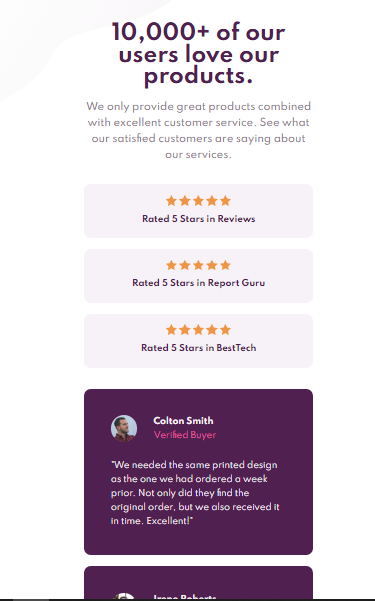 10,000+ of our
users love our
products.
We only provide great products combined
with excellent customer service. See what
our satisfied customers are saying about
our services.
Rated 5 Stars in Reviews
Rated 5 Stars in Report Guru
Rated 5 Stars in BestTech
Colton Smith
Verified Buyer
"We needed the same printed design
as the one we had ordered a week
prior. Not only did they find the
original order, but we also received it
in time. Excellent!"
Irene Roberts